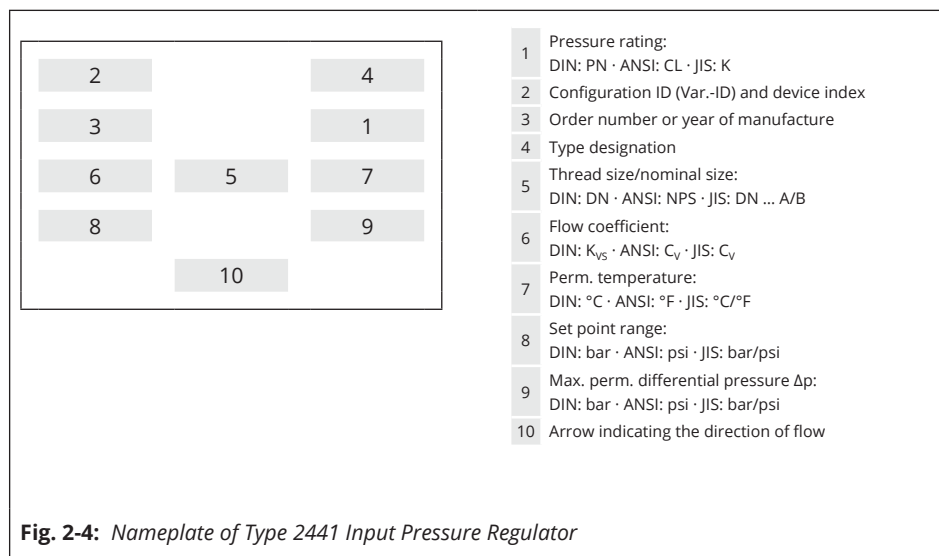 2 4
3 1
6 5 7
8 9
10
1 Pressure rating:
DIN: PN · ANSI: CL · JIS: K
2 Configuration ID (Var.-ID) and device index
3 Order number or year of manufacture
4 Type designation
5 Thread size/nominal size:
DIN: DN · ANSI: NPS · JIS: DN ... A/B
6 Flow coefficient:
DIN: KVS · ANSI: CV · JIS: CV
7 Perm. temperature:
DIN: °C · ANSI: °F · JIS: °C/°F
8 Set point range:
DIN: bar · ANSI: psi · JIS: bar/psi
9 Max. perm. differential pressure Δp:
DIN: bar · ANSI: psi · JIS: bar/psi
10 Arrow indicating the direction of flow
Fig. 2-4: Nameplate of Type 2441 Input Pressure Regulator